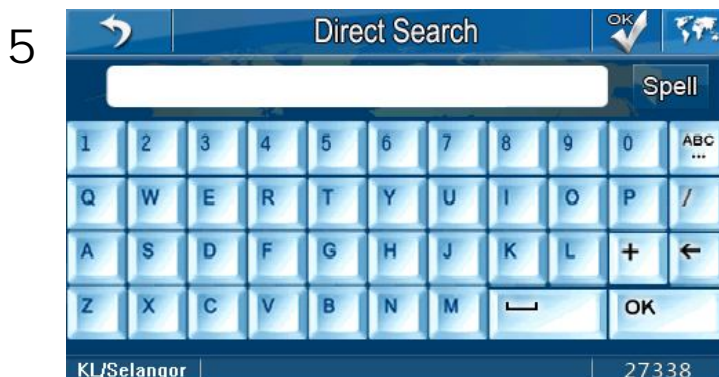 5
Direct Search OK
Spell
1 2 3 4 5 6 7 8 9 0 ABC ...
Q W E R T Y U I O P /
A S D F G H J K L + ←
Z X C V B N M OK
KL/Selangor 27338